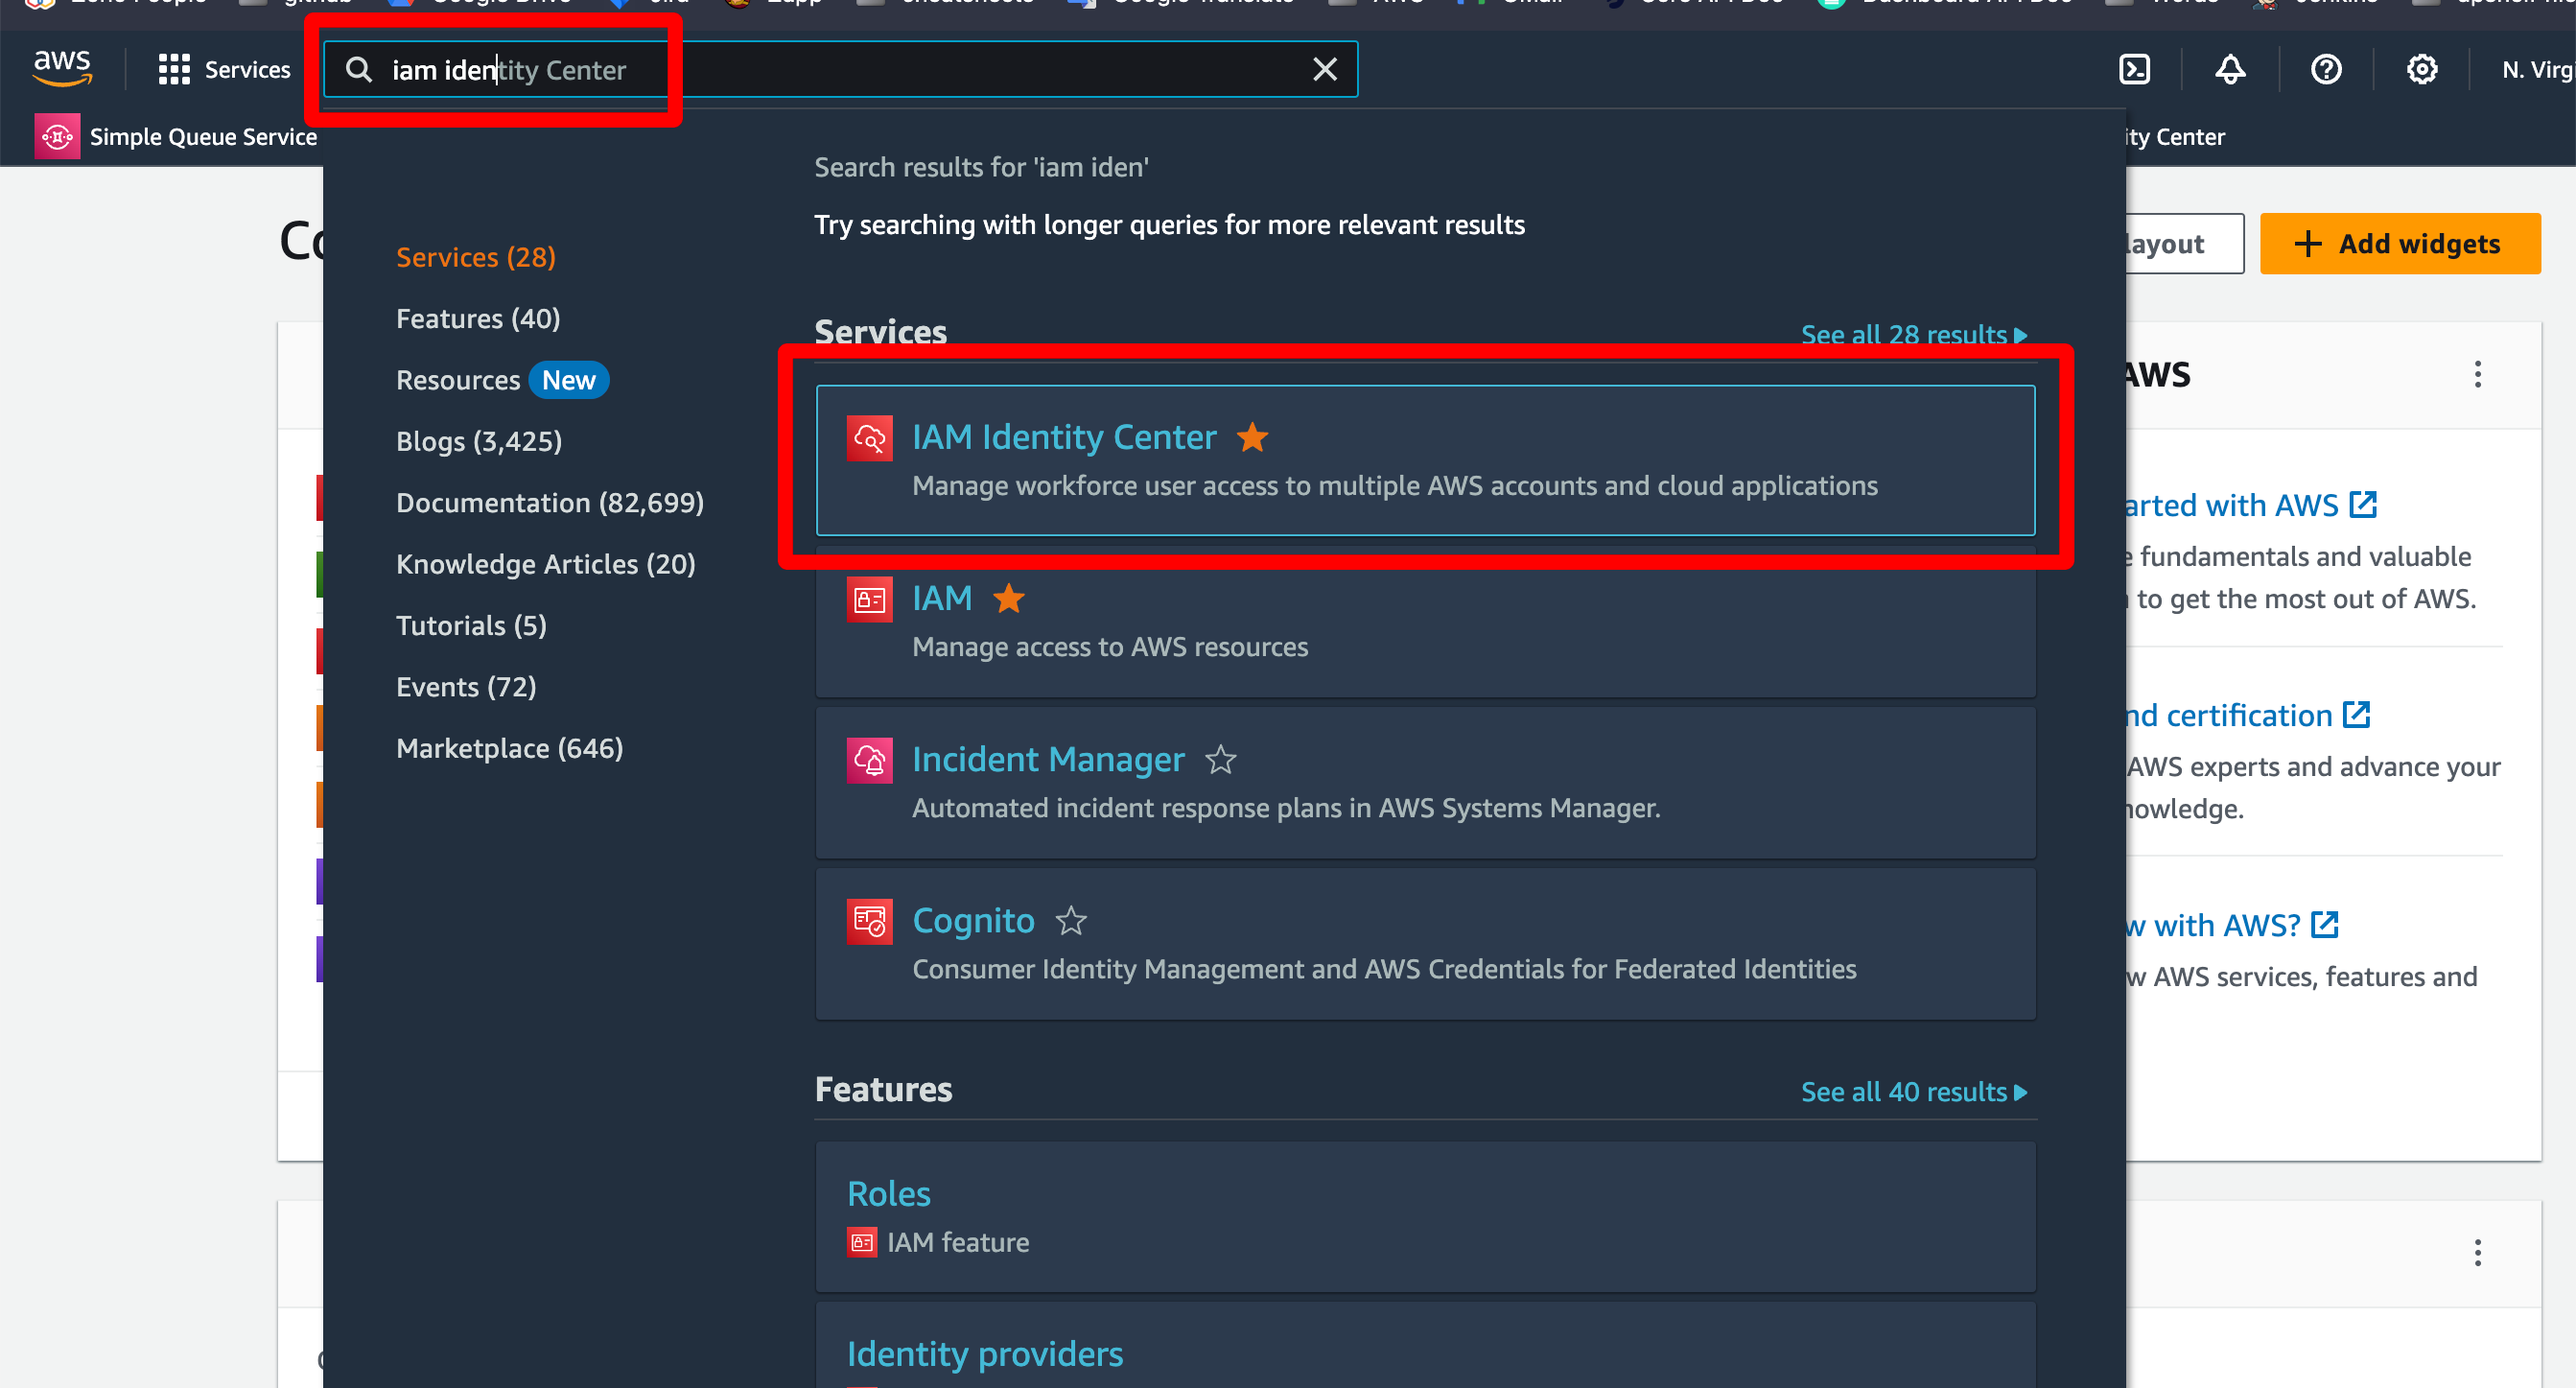 aws
Services
iam identity Center
N. Virgi
Simple Queue Service
ity Center
Search results for 'iam iden'
Try searching with longer queries for more relevant results
Services (28)
Features (40)
Resources New
Blogs (3,425)
Documentation (82,699)
Knowledge Articles (20)
Tutorials (5)
Events (72)
Marketplace (646)
Services
See all 28 results
IAM Identity Center
Manage workforce user access to multiple AWS accounts and cloud applications
IAM
Manage access to AWS resources
Incident Manager
Automated incident response plans in AWS Systems Manager.
Cognito
Consumer Identity Management and AWS Credentials for Federated Identities
Features
See all 40 results
Roles
IAM feature
Identity providers
Co
layout
Add widgets
AWS
arted with AWS
fundamentals and valuable
to get the most out of AWS.
nd certification
AWS experts and advance your
nowledge.
w with AWS?
w AWS services, features and